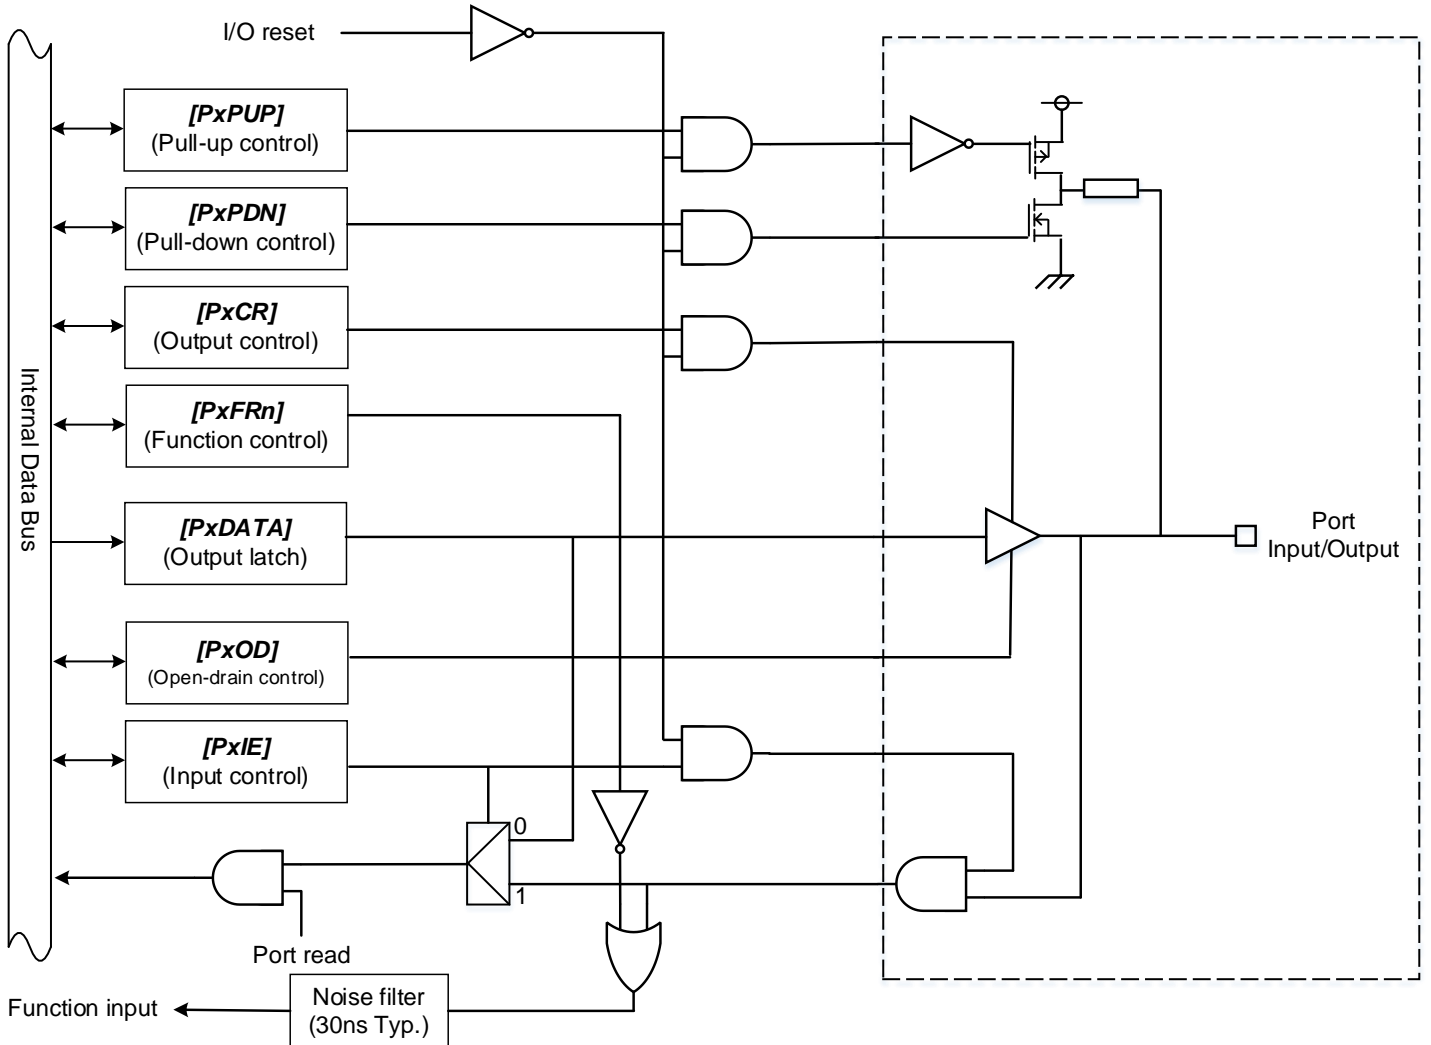 I/O reset
[PxPUP]
(Pull-up control)
[PxPDN]
(Pull-down control)
[PxCR]
(Output control)
[PxFRn]
(Function control)
Internal Data Bus
[PxDATA]
(Output latch)
Port
Input/Output
[PxOD]
(Open-drain control)
[PxIE]
(Input control)
0
1
Port read
Noise filter
(30ns Typ.)
Function input